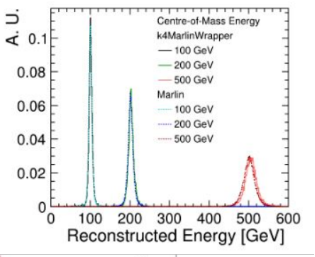 A. U.
0.1
0.08
0.06
0.04
0.02
0
Centre-of-Mass Energy
k4MarlinWrapper
100 GeV
200 GeV
500 GeV
Marlin
100 GeV
200 GeV
500 GeV
0 100 200 300 400 500 600
Reconstructed Energy [GeV]